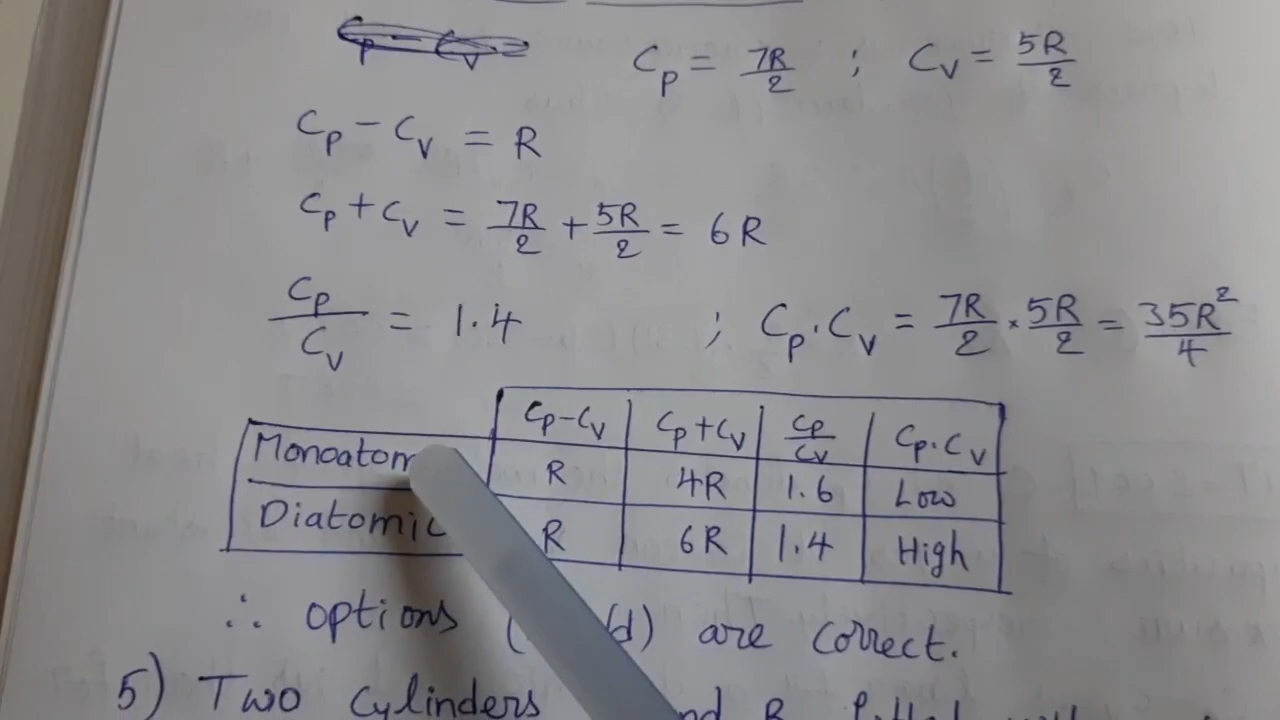 Cp = 7R/2 ; Cv = 5R/2
Cp - Cv = R
Cp + Cv = 7R/2 + 5R/2 = 6R
Cp/Cv = 1.4 ; Cp . Cv = 7R/2 × 5R/2 = 35R²/4
Cp - Cv Cp + Cv Cp/Cv Cp . Cv
R 4R 1.6 Low
Diatomic R 6R 1.4 High
∴ options d) are correct.
5) Two Cylinders